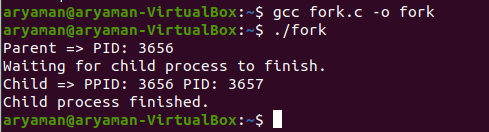 aryaman@aryaman-VirtualBox:~$ gcc fork.c -o fork
aryaman@aryaman-VirtualBox:~$ ./fork
Parent => PID: 3656
Waiting for child process to finish.
Child => PPID: 3656 PID: 3657
Child process finished.
aryaman@aryaman-VirtualBox:~$